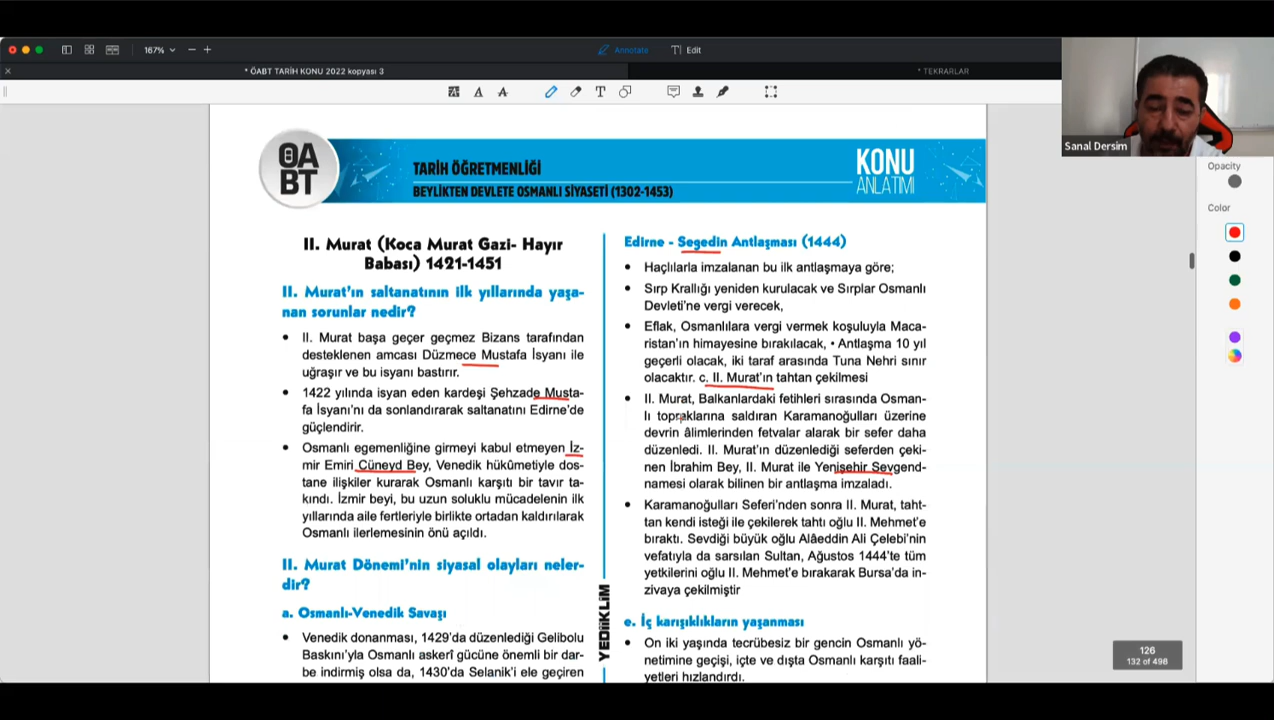 167%
Annotate
Edit
* ÖABT TARİH KONU 2022 kopyası 3
* TEKRARLAR
Sanal Dersim
Opacity
Color
ÖA
BT
TARİH ÖĞRETMENLİĞİ
BEYLİKTEN DEVLETE OSMANLI SİYASETİ (1302-1453)
KONU
ANLATIMI
II. Murat (Koca Murat Gazi- Hayır
Babası) 1421-1451
II. Murat’ın saltanatının ilk yıllarında yaşa-
nan sorunlar nedir?
• II. Murat başa geçer geçmez Bizans tarafından
desteklenen amcası Düzmece Mustafa İsyanı ile
uğraşır ve bu isyanı bastırır.
• 1422 yılında isyan eden kardeşi Şehzade Musta-
fa İsyanı’nı da sonlandırarak saltanatını Edirne’de
güçlendirir.
• Osmanlı egemenliğine girmeyi kabul etmeyen İz-
mir Emiri Cüneyd Bey, Venedik hükûmetiyle dos-
tane ilişkiler kurarak Osmanlı karşıtı bir tavır ta-
kındı. İzmir beyi, bu uzun soluklu mücadelenin ilk
yıllarında aile fertleriyle birlikte ortadan kaldırılarak
Osmanlı ilerlemesinin önü açıldı.
II. Murat Dönemi’nin siyasal olayları neler-
dir?
a. Osmanlı-Venedik Savaşı
• Venedik donanması, 1429’da düzenlediği Gelibolu
Baskını’yla Osmanlı askerî gücüne önemli bir dar-
be indirmiş olsa da, 1430’da Selanik’i ele geçiren
YEDİİKLİM
Edirne - Segedin Antlaşması (1444)
• Haçlılarla imzalanan bu ilk antlaşmaya göre;
• Sırp Krallığı yeniden kurulacak ve Sırplar Osmanlı
Devleti’ne vergi verecek,
• Eflak, Osmanlılara vergi vermek koşuluyla Maca-
ristan’ın himayesine bırakılacak, • Antlaşma 10 yıl
geçerli olacak, iki taraf arasında Tuna Nehri sınır
olacaktır. c. II. Murat’ın tahtan çekilmesi
• II. Murat, Balkanlardaki fetihleri sırasında Osman-
lı topraklarına saldıran Karamanoğulları üzerine
devrin âlimlerinden fetvalar alarak bir sefer daha
düzenledi. II. Murat’ın düzenlediği seferden çeki-
nen İbrahim Bey, II. Murat ile Yenişehir Sevgend-
namesi olarak bilinen bir antlaşma imzaladı.
• Karamanoğulları Seferi’nden sonra II. Murat, taht-
tan kendi isteği ile çekilerek tahtı oğlu II. Mehmet’e
bıraktı. Sevdiği büyük oğlu Alâeddin Ali Çelebi’nin
vefatıyla da sarsılan Sultan, Ağustos 1444’te tüm
yetkilerini oğlu II. Mehmet’e bırakarak Bursa’da in-
zivaya çekilmiştir
e. İç karışıklıkların yaşanması
• On iki yaşında tecrübesiz bir gencin Osmanlı yö-
netimine geçişi, içte ve dışta Osmanlı karşıtı faali-
yetleri hızlandırdı.
126
132 of 498